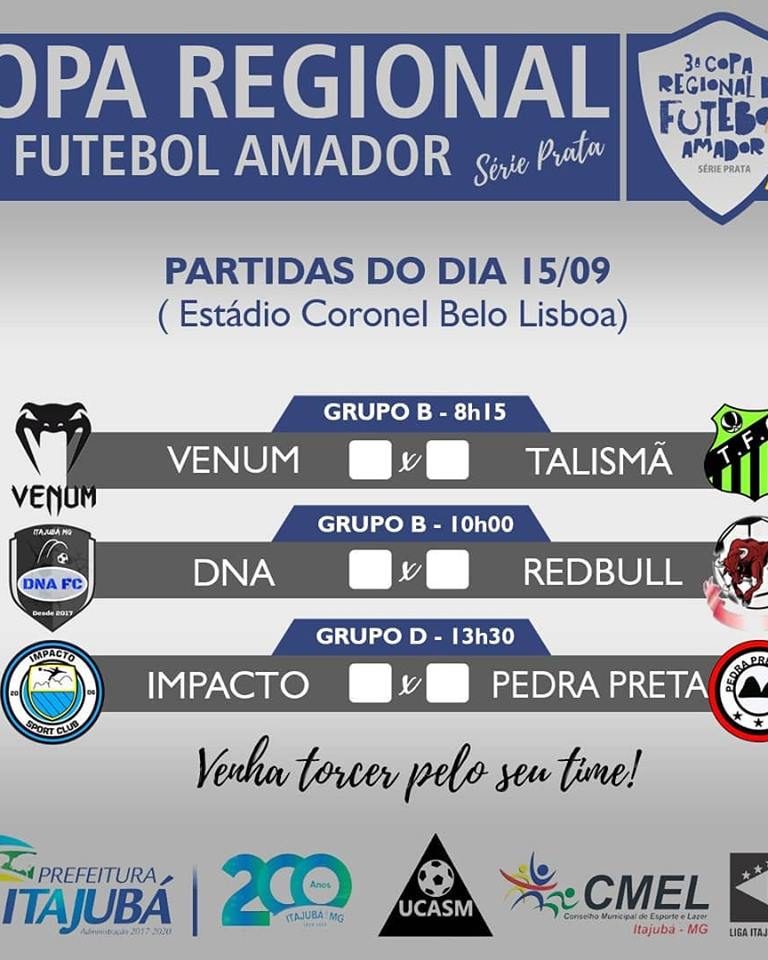 OPA REGIONAL
FUTEBOL AMADOR Série Prata
3ª COPA
REGIONAL D
FUTEBO
AMADOR
SÉRIE PRATA
PARTIDAS DO DIA 15/09
( Estádio Coronel Belo Lisboa)
GRUPO B - 8h15
VENUM
VENUM x TALISMÃ
T.F.
GRUPO B - 10h00
ITAJUBÁ MG
DNA FC
Desde 2017
DNA x REDBULL
GRUPO D - 13h30
IMPACTO
20 06
SPORT CLUB
IMPACTO x PEDRA PRETA
PEDRA PRE
Venha torcer pelo seu time!
PREFEITURA
ITAJUBÁ
Administração 2017-2020
200
Anos
ITAJUBÁ MG
UCASM
CMEL
Conselho Municipal de Esporte e Lazer
Itajubá - MG
LIGA ITAJ